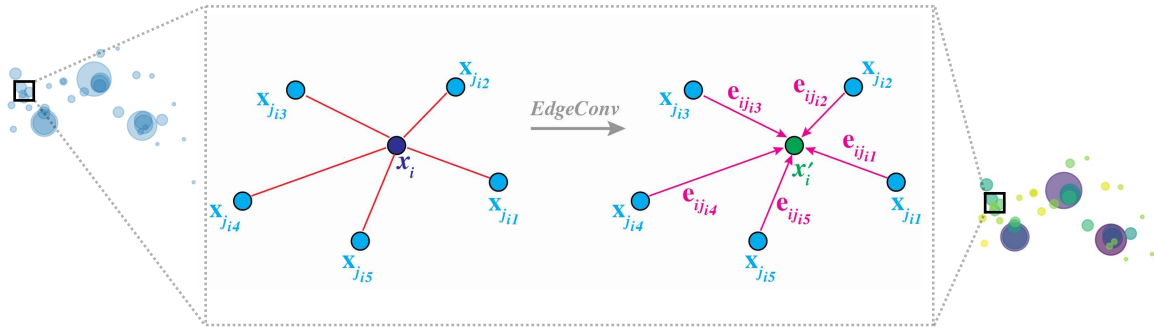 x_{j_{i3}}
x_{j_{i2}}
x_i
x_{j_{i4}}
x_{j_{i1}}
x_{j_{i5}}
EdgeConv
x_{j_{i3}}
e_{ij_{i3}}
e_{ij_{i2}}
x_{j_{i2}}
e_{ij_{i1}}
x'_i
x_{j_{i4}}
e_{ij_{i4}}
e_{ij_{i5}}
x_{j_{i1}}
x_{j_{i5}}